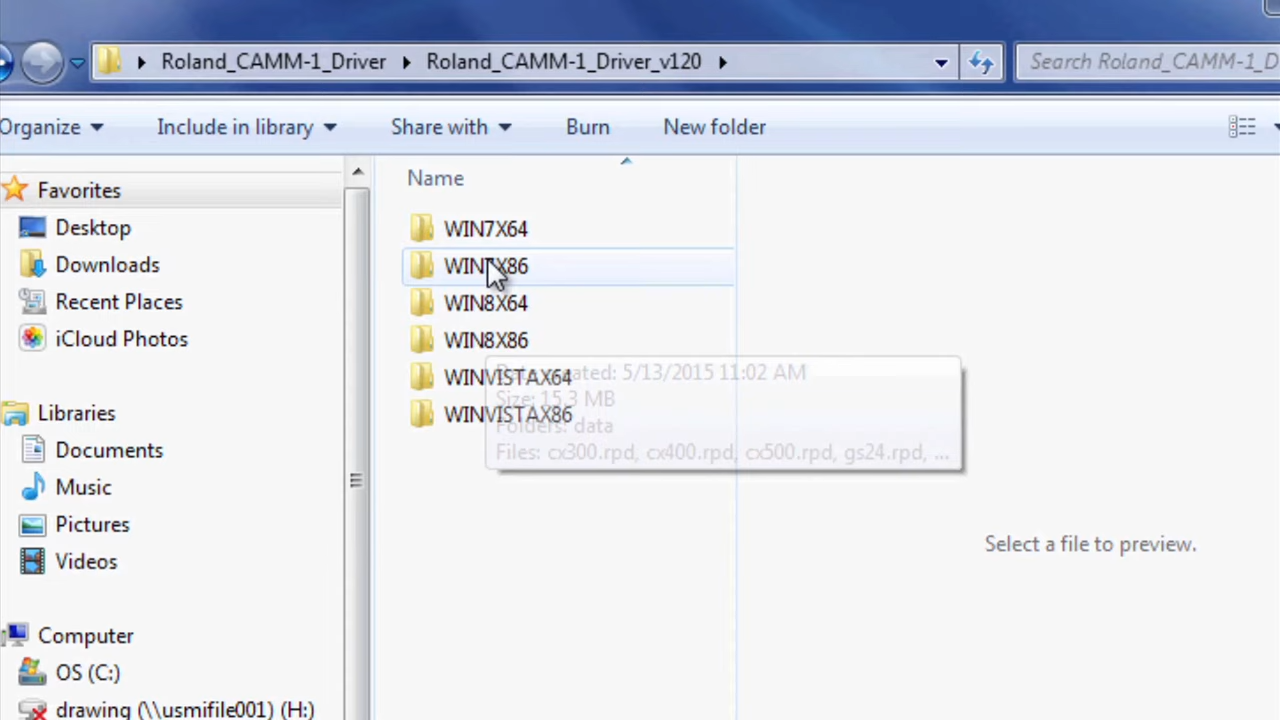 Roland_CAMM-1_Driver Roland_CAMM-1_Driver_v120 Search Roland_CAMM-1_D
Organize Include in library Share with Burn New folder
Favorites
Desktop
Downloads
Recent Places
iCloud Photos
Libraries
Documents
Music
Pictures
Videos
Computer
OS (C:)
drawing (\\usmifile001) (H:)
Name
WIN7X64
WIN7X86
WIN8X64
WIN8X86
WINVISTAX64
WINVISTAX86
Date created: 5/13/2015 11:02 AM
Size: 15.3 MB
Folders: data
Files: cx300.rpd, cx400.rpd, cx500.rpd, gs24.rpd, ...
Select a file to preview.